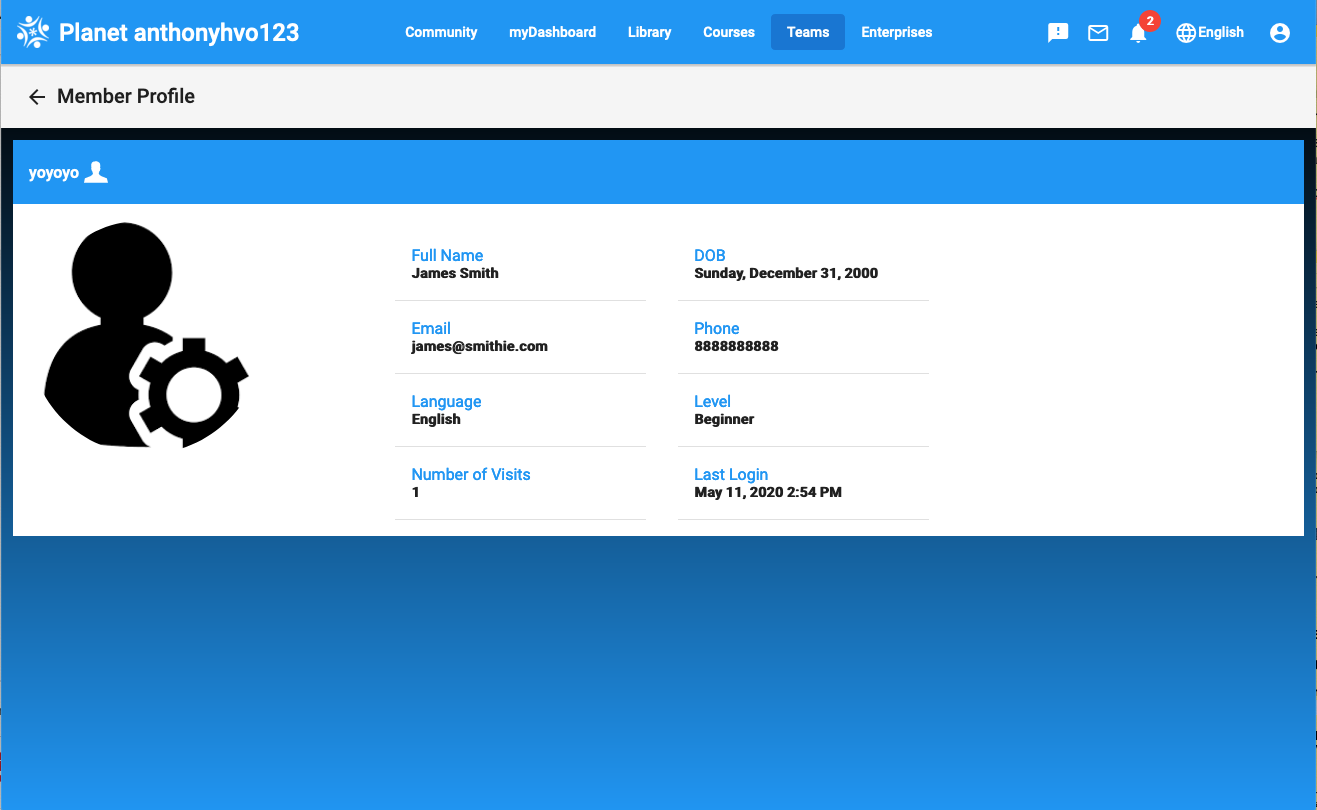 Planet anthonyhvo123
Community myDashboard Library Courses Teams Enterprises
2
English
Member Profile
yoyoyo
Full Name
James Smith
DOB
Sunday, December 31, 2000
Email
james@smithie.com
Phone
8888888888
Language
English
Level
Beginner
Number of Visits
1
Last Login
May 11, 2020 2:54 PM